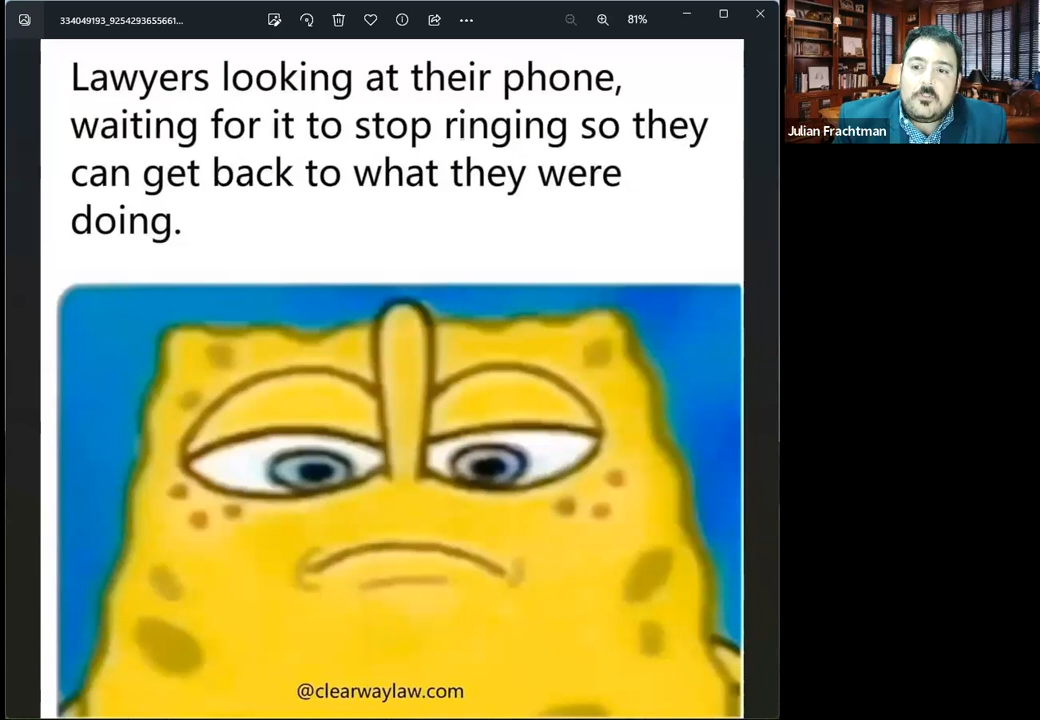 334049193_9254293655661...
81%
Lawyers looking at their phone,
waiting for it to stop ringing so they
can get back to what they were
doing.
@clearwaylaw.com
Julian Frachtman